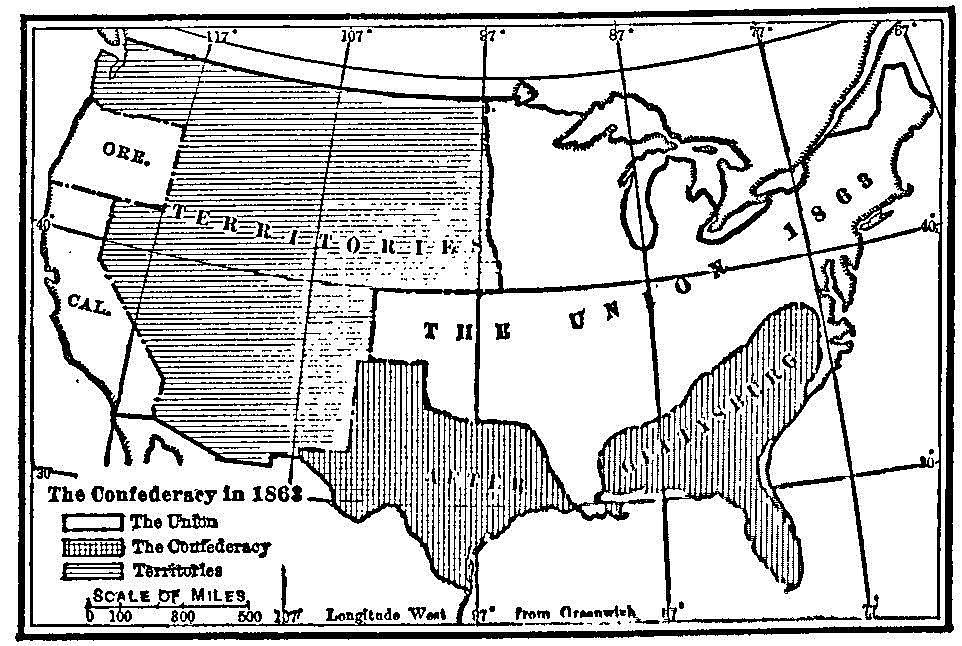 117° 107° 97° 87° 77° 67°
ORE.
TERRITORIES
40° 40°
CAL.
THE UNION 1863
AFTER GETTYSBURG
30° 30°
The Confederacy in 1863
The Union
The Confederacy
Territories
SCALE OF MILES
0 100 300 500
107° Longitude West 97° from Greenwich 87° 77°